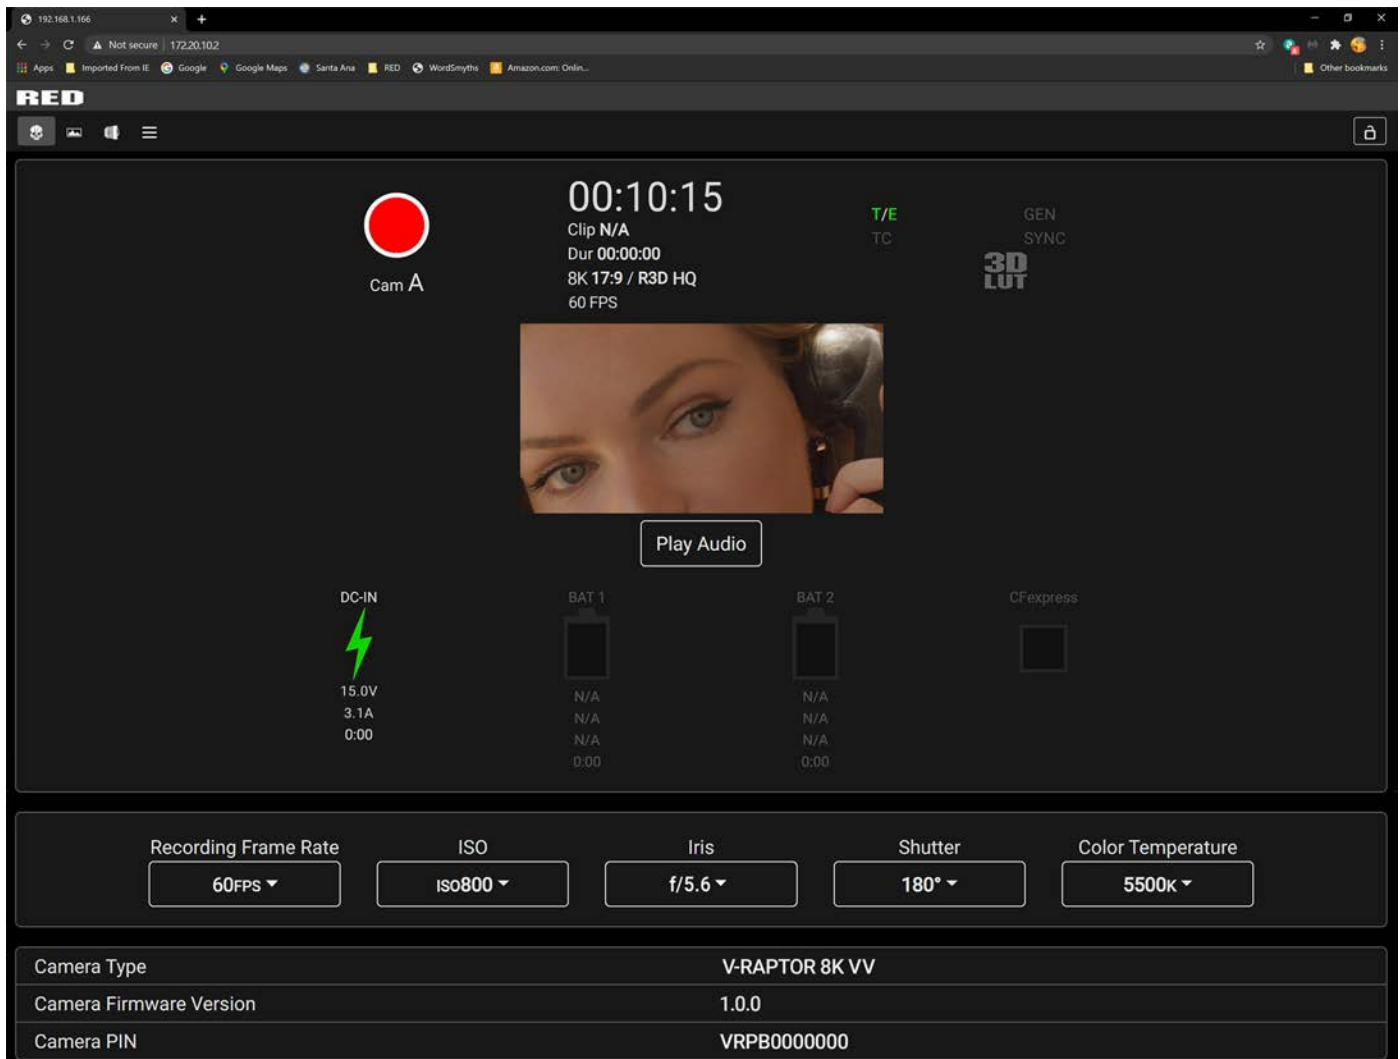 192.168.1.166
Not secure 172.20.10.2
Apps Imported From IE Google Google Maps Santa Ana RED WordSmyths Amazon.com: Onlin... Other bookmarks
RED
00:10:15
Clip N/A
Dur 00:00:00
8K 17:9 / R3D HQ
60 FPS
Cam A
T/E GEN
TC SYNC
3D
LUT
Play Audio
DC-IN BAT 1 BAT 2 CFexpress
15.0V N/A N/A
3.1A N/A N/A
0:00 N/A N/A
0:00 0:00
Recording Frame Rate ISO Iris Shutter Color Temperature
60FPS ISO800 f/5.6 180° 5500K
Camera Type V-RAPTOR 8K VV
Camera Firmware Version 1.0.0
Camera PIN VRPB0000000